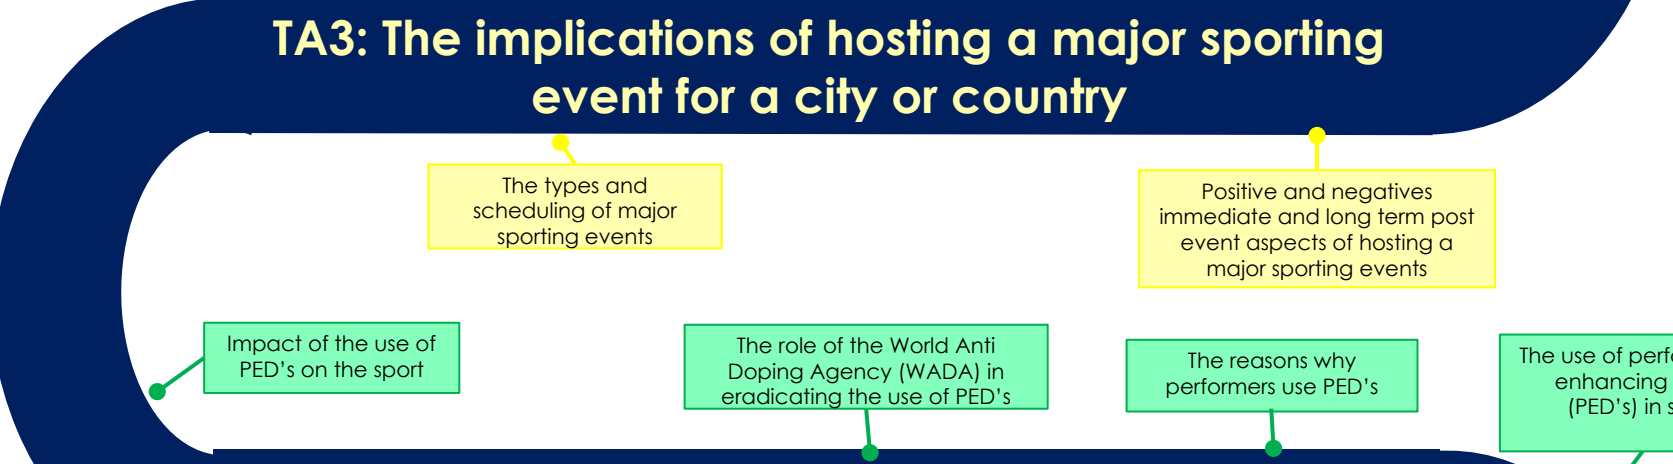 TA3: The implications of hosting a major sporting
event for a city or country
The types and
scheduling of major
sporting events
Positive and negatives
immediate and long term post
event aspects of hosting a
major sporting events
Impact of the use of
PED's on the sport
The role of the World Anti
Doping Agency (WADA) in
eradicating the use of PED's
The reasons why
performers use PED's
The use of
enhancing
(PED's) in